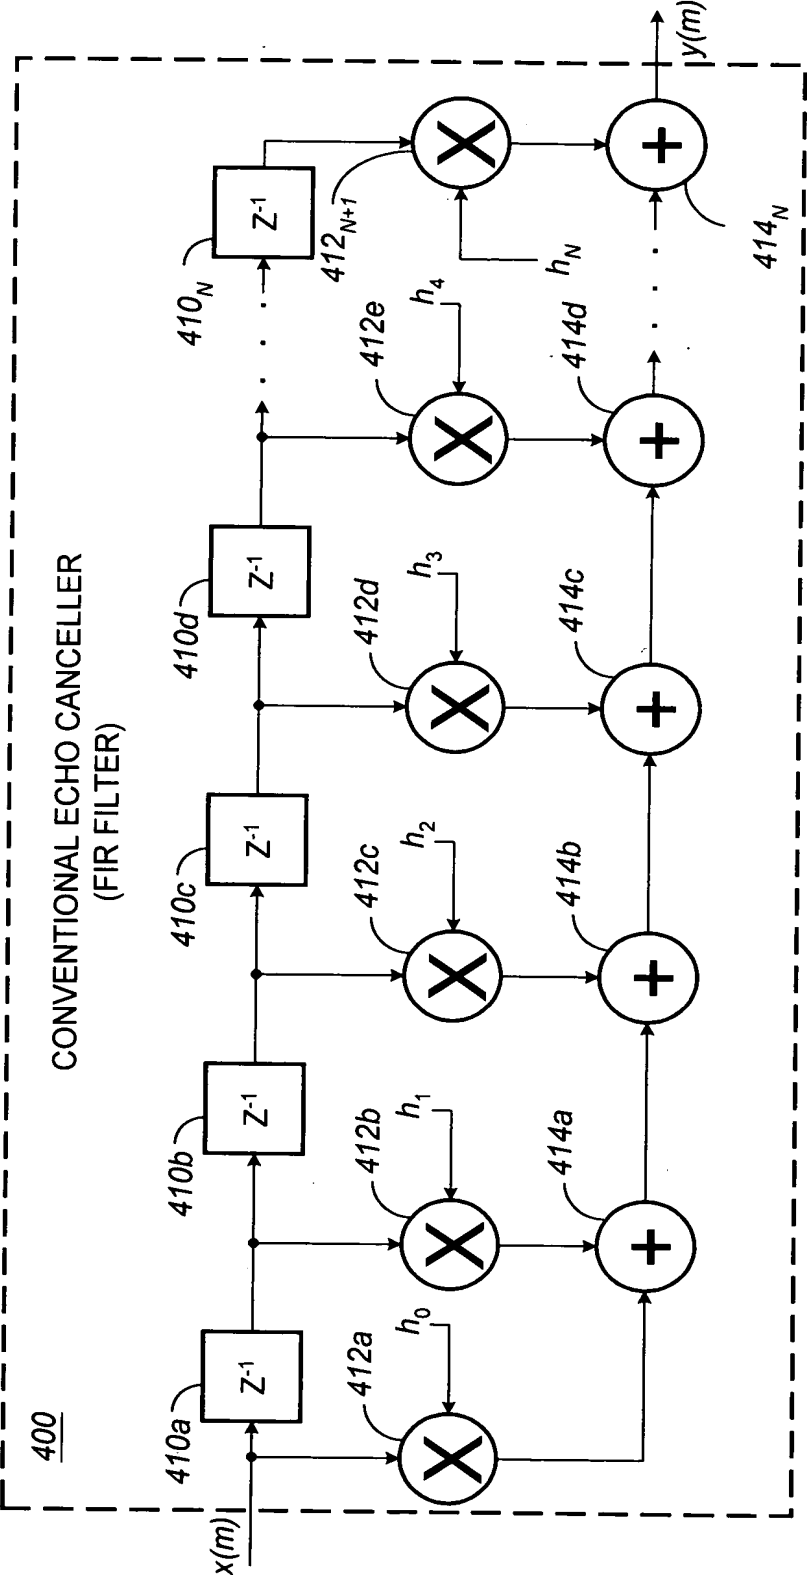 400
CONVENTIONAL ECHO CANCELLER
(FIR FILTER)
x(m)
410a
Z-1
410b
Z-1
410c
Z-1
410d
Z-1
410N
Z-1
412a
h0
412b
h1
412c
h2
412d
h3
412e
h4
412N+1
hN
X
X
X
X
X
X
414a
+
414b
+
414c
+
414d
+
414N
+
y(m)